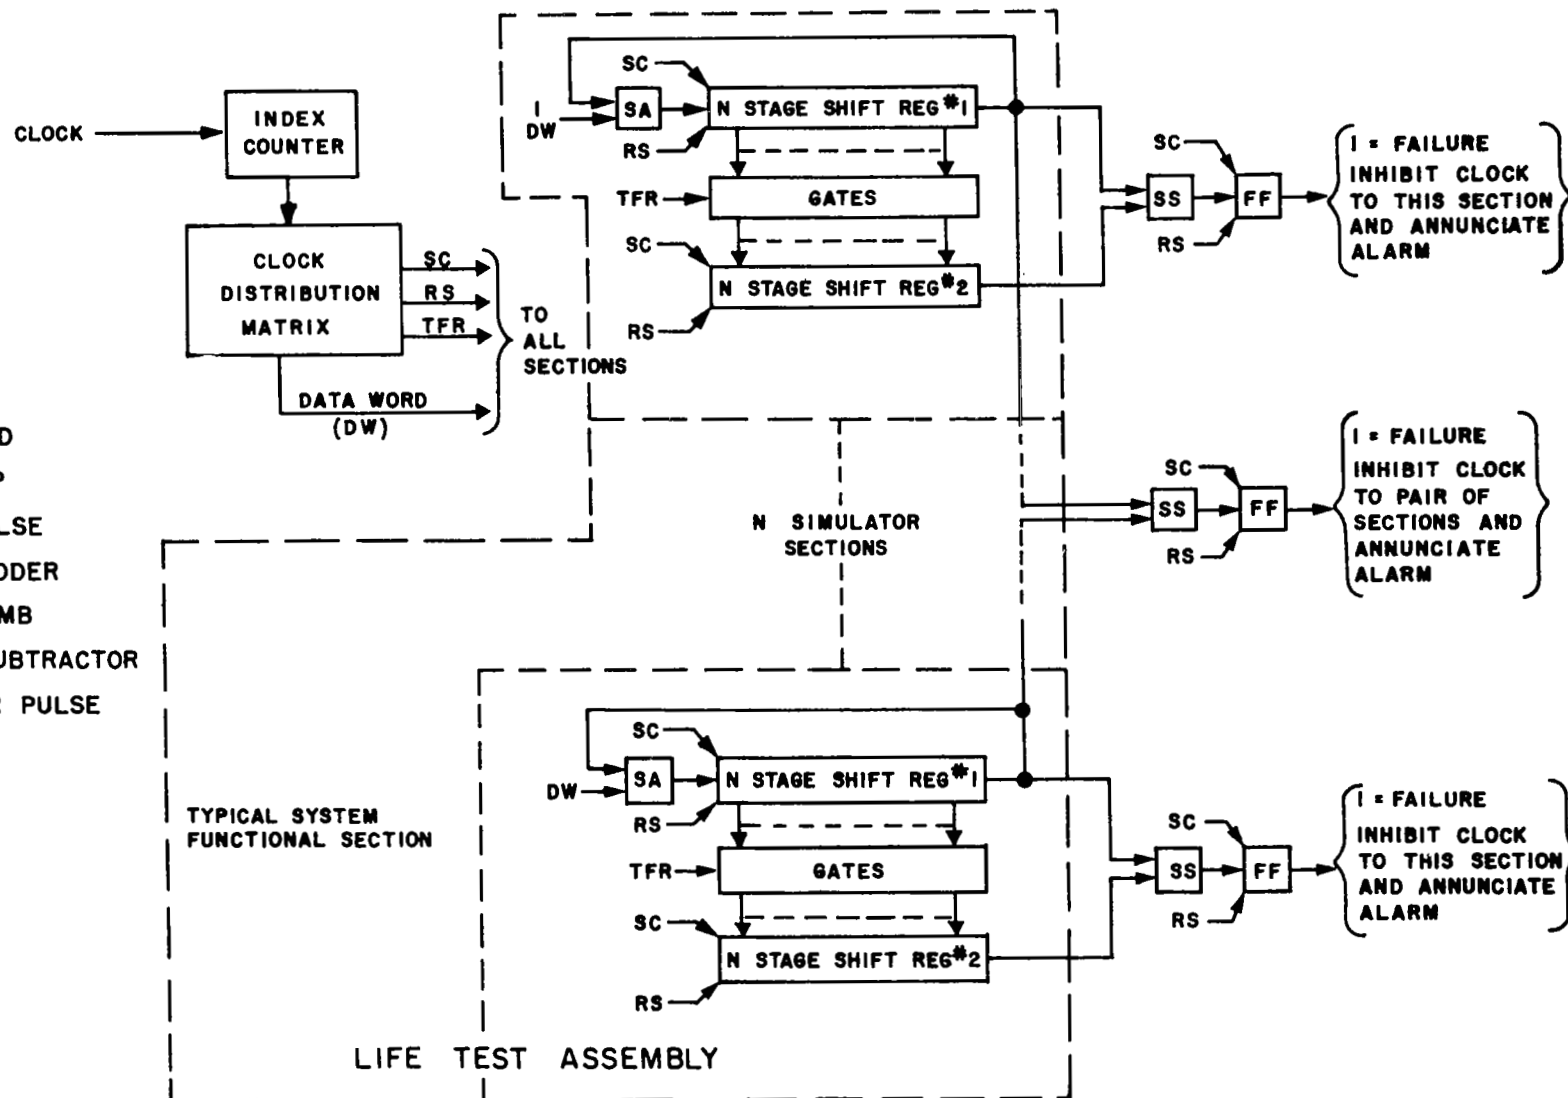 CLOCK
INDEX
COUNTER
CLOCK
DISTRIBUTION
MATRIX
SC
RS
TFR
DATA WORD
(DW)
TO
ALL
SECTIONS
D
P
LSE
DDER
MB
UBTRACTOR
R PULSE
SC
I
DW
SA
N STAGE SHIFT REG #1
RS
TFR
GATES
SC
N STAGE SHIFT REG #2
RS
SC
SS
FF
RS
I = FAILURE
INHIBIT CLOCK
TO THIS SECTION
AND ANNUNCIATE
ALARM
N SIMULATOR
SECTIONS
SC
SS
FF
RS
I = FAILURE
INHIBIT CLOCK
TO PAIR OF
SECTIONS AND
ANNUNCIATE
ALARM
TYPICAL SYSTEM
FUNCTIONAL SECTION
SC
DW
SA
N STAGE SHIFT REG #1
RS
TFR
GATES
SC
N STAGE SHIFT REG #2
RS
SC
SS
FF
RS
I = FAILURE
INHIBIT CLOCK
TO THIS SECTION
AND ANNUNCIATE
ALARM
LIFE TEST ASSEMBLY